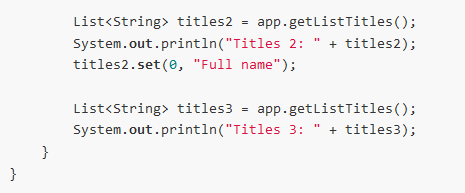 List<String> titles2 = app.getListTitles();
System.out.println("Titles 2: " + titles2);
titles2.set(0, "Full name");
List<String> titles3 = app.getListTitles();
System.out.println("Titles 3: " + titles3);
}
}